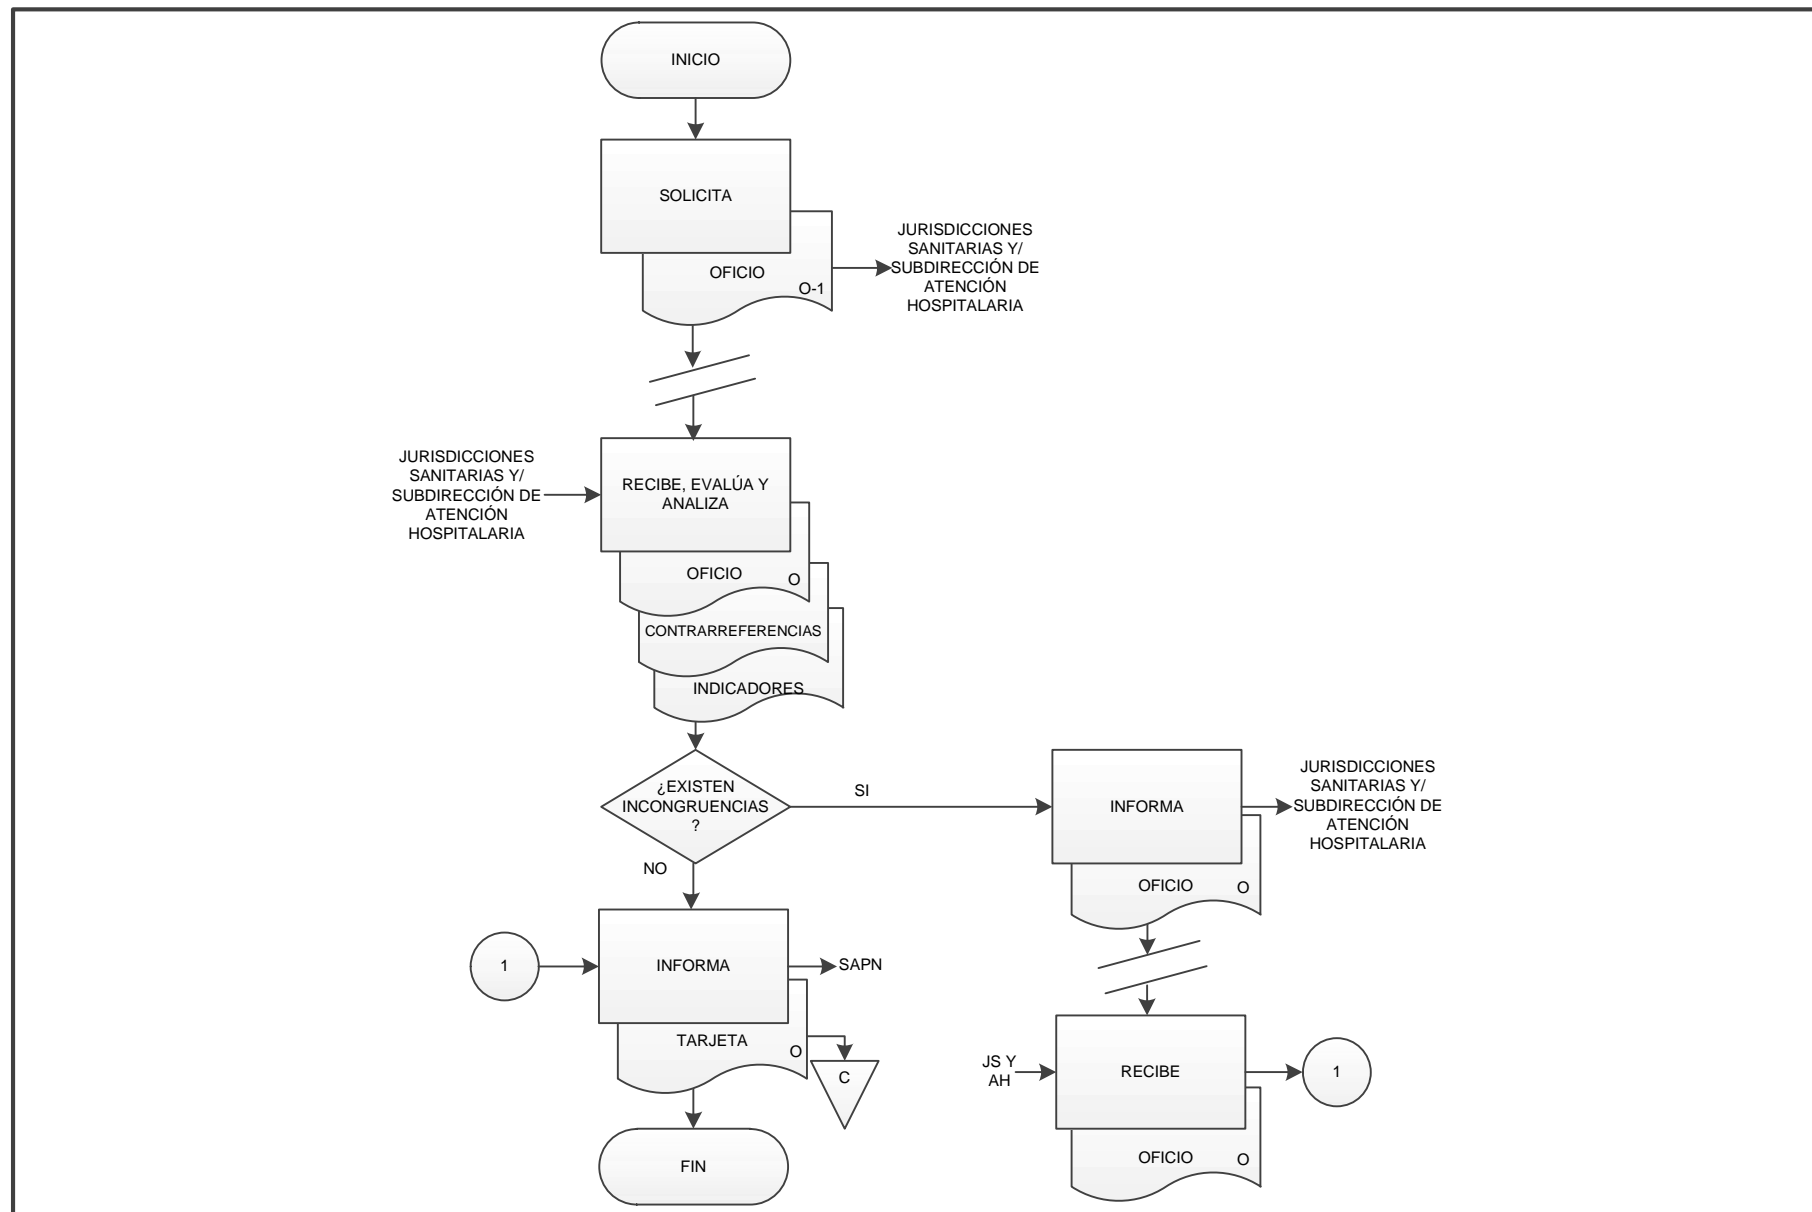 INICIO
SOLICITA
OFICIO
O-1
JURISDICCIONES
SANITARIAS Y/
SUBDIRECCIÓN DE
ATENCIÓN
HOSPITALARIA
JURISDICCIONES
SANITARIAS Y/
SUBDIRECCIÓN DE
ATENCIÓN
HOSPITALARIA
RECIBE, EVALÚA Y
ANALIZA
OFICIO
O
CONTRARREFERENCIAS
INDICADORES
¿EXISTEN
INCONGRUENCIAS
?
SI
NO
INFORMA
OFICIO
O
JURISDICCIONES
SANITARIAS Y/
SUBDIRECCIÓN DE
ATENCIÓN
HOSPITALARIA
1
INFORMA
SAPN
TARJETA
O
C
JS Y
AH
RECIBE
1
OFICIO
O
FIN